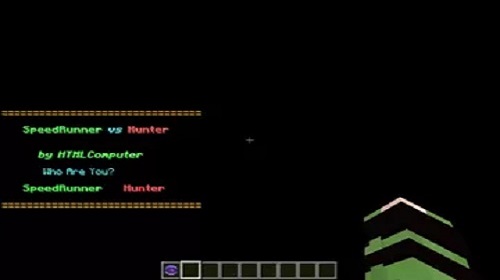 ==============================
SpeedRunner vs Hunter
by HTMLComputer
Who Are You?
SpeedRunner Hunter
==============================